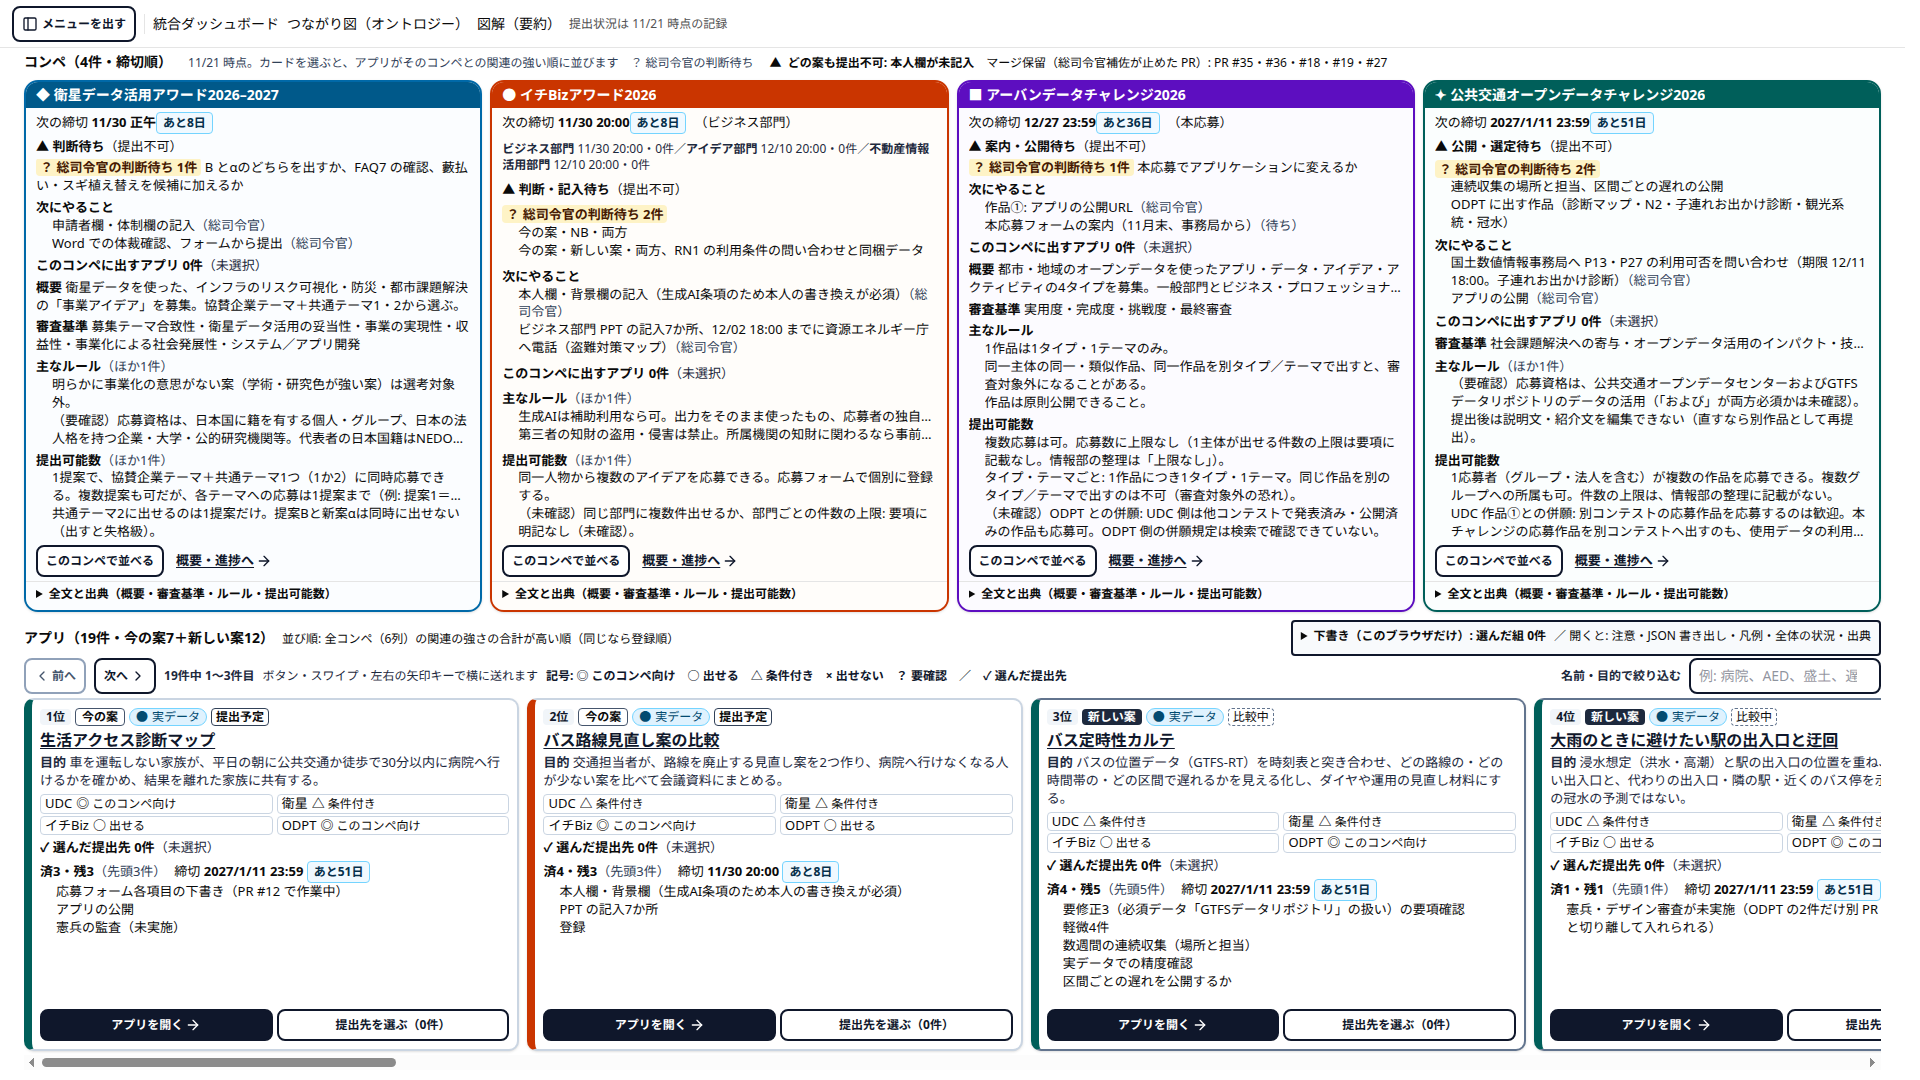 メニューを出す 統合ダッシュボード つながり図（オントロジー） 図解（要約） 提出状況は 11/21 時点の記録
コンペ（4件・締切順） 11/21 時点。カードを選ぶと、アプリがそのコンペとの関連の強い順に並びます ？ 総司令官の判断待ち ▲ どの案も提出不可: 本人欄が未記入 マージ保留（総司令官補佐が止めた PR）: PR #35・#36・#18・#19・#27
◆ 衛星データ活用アワード2026–2027
次の締切 11/30 正午 あと8日
▲ 判断待ち（提出不可）
？ 総司令官の判断待ち 1件 B とαのどちらを出すか、FAQ7 の確認、藪払
い・スギ植え替えを候補に加えるか
次にやること
申請者欄・体制欄の記入（総司令官）
Word での体裁確認、フォームから提出（総司令官）
このコンペに出すアプリ 0件（未選択）
概要 衛星データを使った、インフラのリスク可視化・防災・都市課題解決
の「事業アイデア」を募集。協賛企業テーマ＋共通テーマ1・2から選ぶ。
審査基準 募集テーマ合致性・衛星データ活用の妥当性・事業の実現性・収
益性・事業化による社会発展性・システム／アプリ開発
主なルール（ほか1件）
明らかに事業化の意思がない案（学術・研究色が強い案）は選考対象
外。
（要確認）応募資格は、日本国に籍を有する個人・グループ、日本の法
人格を持つ企業・大学・公的研究機関等。代表者の日本国籍はNEDO…
提出可能数（ほか1件）
1提案で、協賛企業テーマ＋共通テーマ1つ（1か2）に同時応募でき
る。複数提案も可だが、各テーマへの応募は1提案まで（例: 提案1＝…
共通テーマ2に出せるのは1提案だけ。提案Bと新案αは同時に出せない
（出すと失格級）。
このコンペで並べる 概要・進捗へ →
▶ 全文と出典（概要・審査基準・ルール・提出可能数）
● イチBizアワード2026
次の締切 11/30 20:00 あと8日 （ビジネス部門）
ビジネス部門 11/30 20:00・0件／アイデア部門 12/10 20:00・0件／不動産情報
活用部門 12/10 20:00・0件
▲ 判断・記入待ち（提出不可）
？ 総司令官の判断待ち 2件
今の案・NB・両方
今の案・新しい案・両方、RN1 の利用条件の問い合わせと同梱データ
次にやること
本人欄・背景欄の記入（生成AI条項のため本人の書き換えが必須）（総
司令官）
ビジネス部門 PPT の記入7か所、12/02 18:00 までに資源エネルギー庁
へ電話（盗難対策マップ）（総司令官）
このコンペに出すアプリ 0件（未選択）
主なルール（ほか1件）
生成AIは補助利用なら可。出力をそのまま使ったもの、応募者の独自…
第三者の知財の盗用・侵害は禁止。所属機関の知財に関わるなら事前…
提出可能数（ほか1件）
同一人物から複数のアイデアを応募できる。応募フォームで個別に登録
する。
（未確認）同じ部門に複数件出せるか、部門ごとの件数の上限: 要項に
明記なし（未確認）。
このコンペで並べる 概要・進捗へ →
▶ 全文と出典（概要・審査基準・ルール・提出可能数）
■ アーバンデータチャレンジ2026
次の締切 12/27 23:59 あと36日 （本応募）
▲ 案内・公開待ち（提出不可）
？ 総司令官の判断待ち 1件 本応募でアプリケーションに変えるか
次にやること
作品①: アプリの公開URL（総司令官）
本応募フォームの案内（11月末、事務局から）（待ち）
このコンペに出すアプリ 0件（未選択）
概要 都市・地域のオープンデータを使ったアプリ・データ・アイデア・ア
クティビティの4タイプを募集。一般部門とビジネス・プロフェッショナ…
審査基準 実用度・完成度・挑戦度・最終審査
主なルール
1作品は1タイプ・1テーマのみ。
同一主体の同一・類似作品、同一作品を別タイプ／テーマで出すと、審
査対象外になることがある。
作品は原則公開できること。
提出可能数
複数応募は可。応募数に上限なし（1主体が出せる件数の上限は要項に
記載なし。情報部の整理は「上限なし」）。
タイプ・テーマごと: 1作品につき1タイプ・1テーマ。同じ作品を別の
タイプ／テーマで出すのは不可（審査対象外の恐れ）。
（未確認）ODPT との併願: UDC 側は他コンテストで発表済み・公開済
みの作品も応募可。ODPT 側の併願規定は検索で確認できていない。
このコンペで並べる 概要・進捗へ →
▶ 全文と出典（概要・審査基準・ルール・提出可能数）
✦ 公共交通オープンデータチャレンジ2026
次の締切 2027/1/11 23:59 あと51日
▲ 公開・選定待ち（提出不可）
？ 総司令官の判断待ち 2件
連続収集の場所と担当、区間ごとの遅れの公開
ODPT に出す作品（診断マップ・N2・子連れお出かけ診断・観光系
統・冠水）
次にやること
国土数値情報事務局へ P13・P27 の利用可否を問い合わせ（期限 12/11
18:00。子連れお出かけ診断）（総司令官）
アプリの公開（総司令官）
このコンペに出すアプリ 0件（未選択）
審査基準 社会課題解決への寄与・オープンデータ活用のインパクト・技…
主なルール（ほか1件）
（要確認）応募資格は、公共交通オープンデータセンターおよびGTFS
データリポジトリのデータの活用（「および」が両方必須かは未確認）。
提出後は説明文・紹介文を編集できない（直すなら別作品として再提
出）。
提出可能数
1応募者（グループ・法人を含む）が複数の作品を応募できる。複数グ
ループへの所属も可。件数の上限は、情報部の整理に記載がない。
UDC 作品①との併願: 別コンテストの応募作品を応募するのは歓迎。本
チャレンジの応募作品を別コンテストへ出すのも、使用データの利用…
このコンペで並べる 概要・進捗へ →
▶ 全文と出典（概要・審査基準・ルール・提出可能数）
アプリ（19件・今の案7＋新しい案12） 並び順: 全コンペ（6列）の関連の強さの合計が高い順（同じなら登録順）
▶ 下書き（このブラウザだけ）: 選んだ組 0件 ／ 開くと: 注意・JSON 書き出し・凡例・全体の状況・出典
前へ 次へ 19件中 1～3件目 ボタン・スワイプ・左右の矢印キーで横に送れます 記号: ◎ このコンペ向け ○ 出せる △ 条件付き × 出せない ？ 要確認 ／ ✓ 選んだ提出先
名前・目的で絞り込む 例: 病院、AED、盛土、遅
1位 今の案 ● 実データ 提出予定
生活アクセス診断マップ
目的 車を運転しない家族が、平日の朝に公共交通か徒歩で30分以内に病院へ行
けるかを確かめ、結果を離れた家族に共有する。
UDC ◎ このコンペ向け 衛星 △ 条件付き
イチBiz ○ 出せる ODPT ◎ このコンペ向け
✓ 選んだ提出先 0件（未選択）
済3・残3（先頭3件） 締切 2027/1/11 23:59 あと51日
応募フォーム各項目の下書き（PR #12 で作業中）
アプリの公開
憲兵の監査（未実施）
アプリを開く → 提出先を選ぶ（0件）
2位 今の案 ● 実データ 提出予定
バス路線見直し案の比較
目的 交通担当者が、路線を廃止する見直し案を2つ作り、病院へ行けなくなる人
が少ない案を比べて会議資料にまとめる。
UDC △ 条件付き 衛星 △ 条件付き
イチBiz ◎ このコンペ向け ODPT ○ 出せる
✓ 選んだ提出先 0件（未選択）
済4・残3（先頭3件） 締切 11/30 20:00 あと8日
本人欄・背景欄（生成AI条項のため本人の書き換えが必須）
PPT の記入7か所
登録
アプリを開く → 提出先を選ぶ（0件）
3位 新しい案 ● 実データ 比較中
バス定時性カルテ
目的 バスの位置データ（GTFS-RT）を時刻表と突き合わせ、どの路線の・どの
時間帯の・どの区間で遅れるかを見える化し、ダイヤや運用の見直し材料にす
る。
UDC △ 条件付き 衛星 △ 条件付き
イチBiz ○ 出せる ODPT ◎ このコンペ向け
✓ 選んだ提出先 0件（未選択）
済4・残5（先頭5件） 締切 2027/1/11 23:59 あと51日
要修正3（必須データ「GTFSデータリポジトリ」の扱い）の要項確認
軽微4件
数週間の連続収集（場所と担当）
実データでの精度確認
区間ごとの遅れを公開するか
アプリを開く → 提出先を選ぶ（0件）
4位 新しい案 ● 実データ 比較中
大雨のときに避けたい駅の出入口と迂回
目的 浸水想定（洪水・高潮）と駅の出入口の位置を重ね、
い出入口と、代わりの出入口・隣の駅・近くのバス停を示
の冠水の予測ではない。
UDC △ 条件付き 衛星 △ 条件付き
イチBiz ○ 出せる ODPT ◎ このコ
✓ 選んだ提出先 0件（未選択）
済1・残1（先頭1件） 締切 2027/1/11 23:59 あと51日
憲兵・デザイン審査が未実施（ODPT の2件だけ別 PR
と切り離して入れられる）
アプリを開く → 提出先